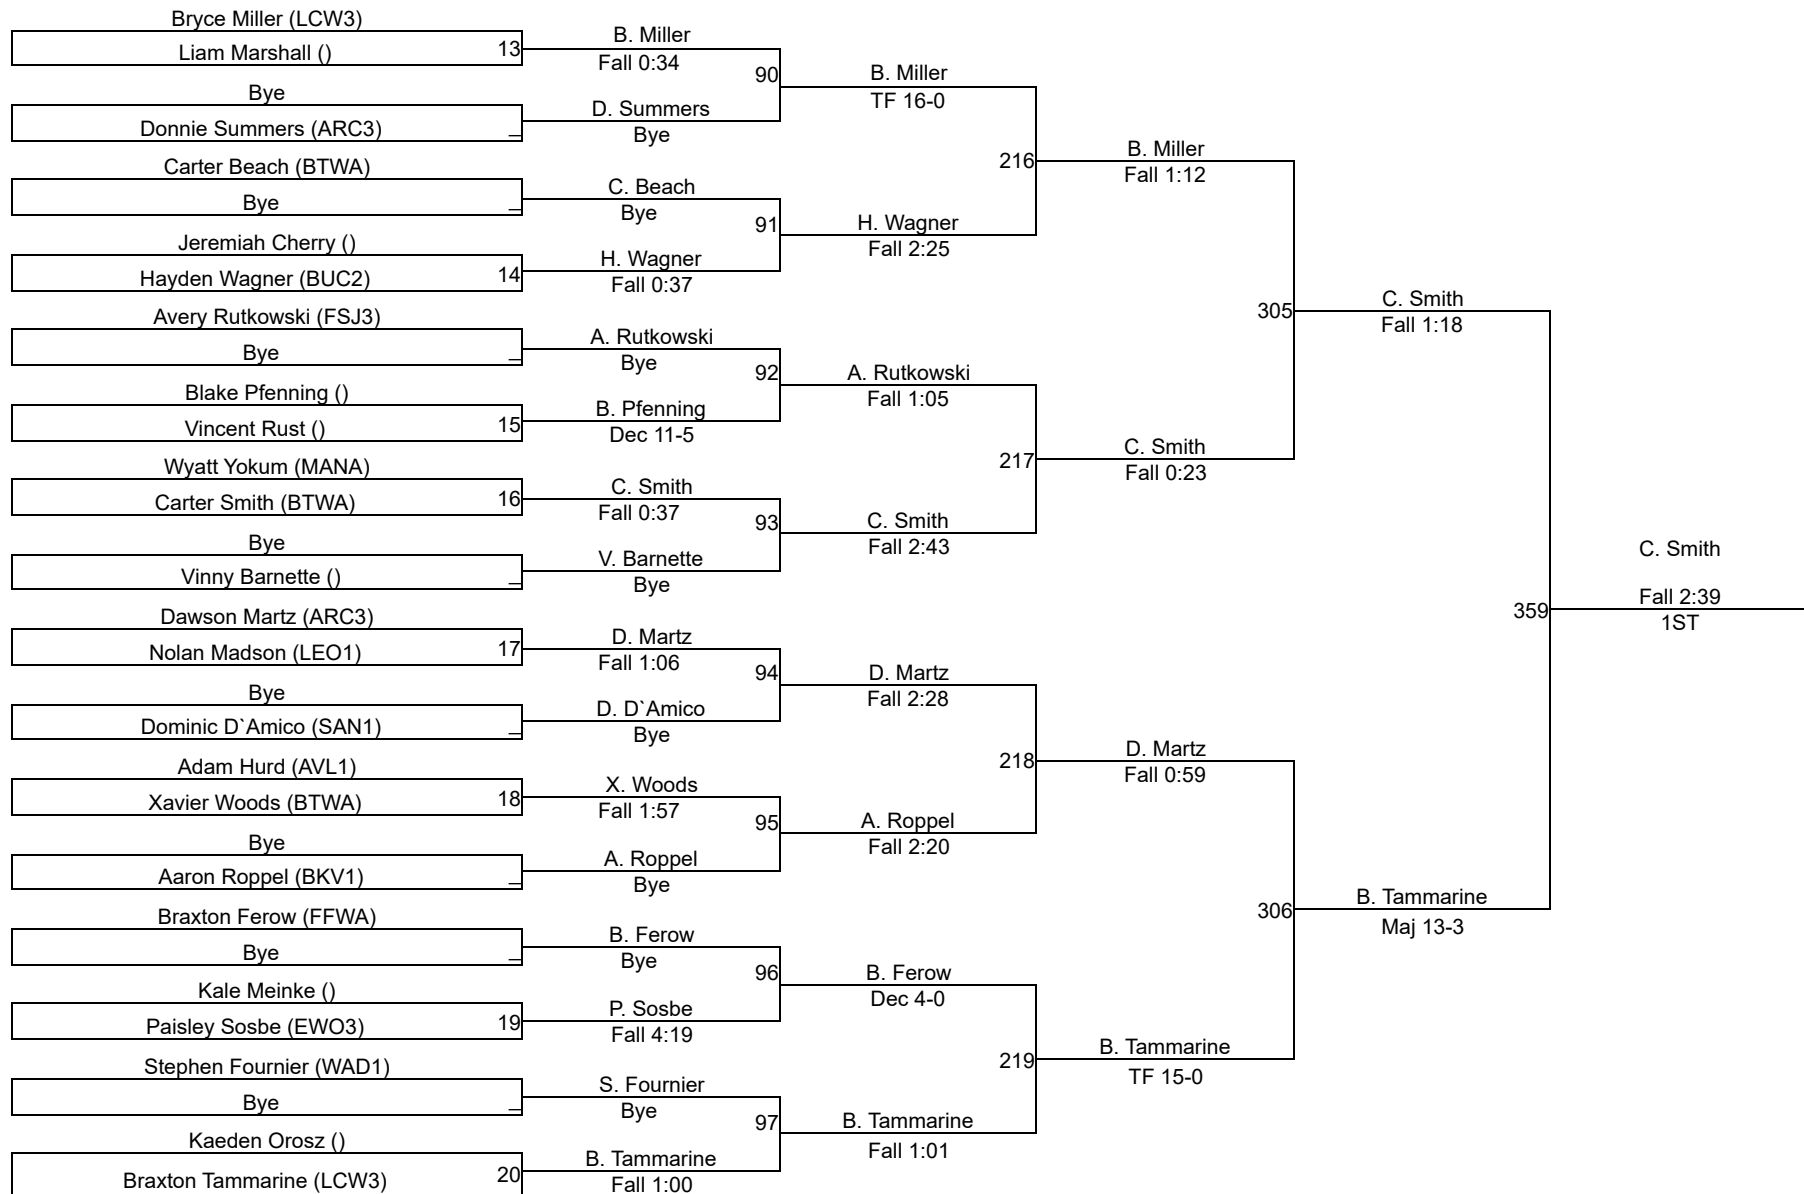 Bryce Miller (LCW3)
Liam Marshall ()
13
Bye
Donnie Summers (ARC3)
_
Carter Beach (BTWA)
Bye
_
Jeremiah Cherry ()
Hayden Wagner (BUC2)
14
Avery Rutkowski (FSJ3)
Bye
_
Blake Pfenning ()
Vincent Rust ()
15
Wyatt Yokum (MANA)
Carter Smith (BTWA)
16
Bye
Vinny Barnette ()
_
Dawson Martz (ARC3)
Nolan Madson (LEO1)
17
Bye
Dominic D`Amico (SAN1)
_
Adam Hurd (AVL1)
Xavier Woods (BTWA)
18
Bye
Aaron Roppel (BKV1)
_
Braxton Ferow (FFWA)
Bye
_
Kale Meinke ()
Paisley Sosbe (EWO3)
19
Stephen Fournier (WAD1)
Bye
_
Kaeden Orosz ()
Braxton Tammarine (LCW3)
20
B. Miller
Fall 0:34
90
D. Summers
Bye
C. Beach
Bye
91
H. Wagner
Fall 0:37
A. Rutkowski
Bye
92
B. Pfenning
Dec 11-5
C. Smith
Fall 0:37
93
V. Barnette
Bye
D. Martz
Fall 1:06
94
D. D`Amico
Bye
X. Woods
Fall 1:57
95
A. Roppel
Bye
B. Ferow
Bye
96
P. Sosbe
Fall 4:19
S. Fournier
Bye
97
B. Tammarine
Fall 1:00
B. Miller
TF 16-0
216
H. Wagner
Fall 2:25
A. Rutkowski
Fall 1:05
217
C. Smith
Fall 2:43
D. Martz
Fall 2:28
218
A. Roppel
Fall 2:20
B. Ferow
Dec 4-0
219
B. Tammarine
Fall 1:01
B. Miller
Fall 1:12
305
C. Smith
Fall 0:23
D. Martz
Fall 0:59
306
B. Tammarine
TF 15-0
C. Smith
Fall 1:18
359
B. Tammarine
Maj 13-3
C. Smith
Fall 2:39
1ST